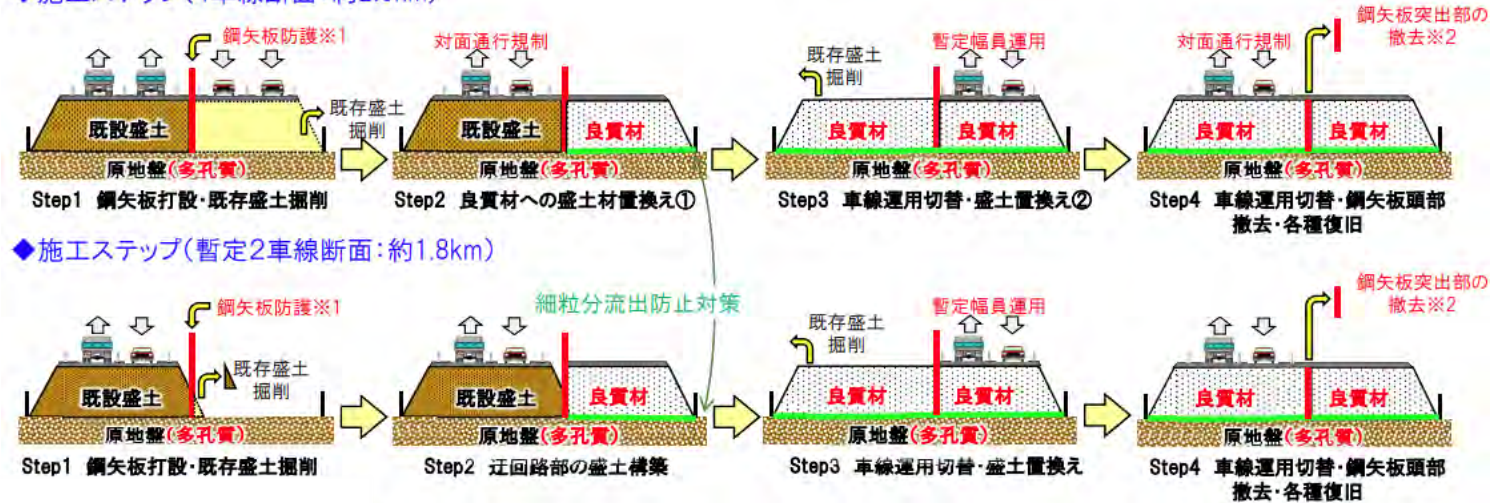 鋼矢板防護※1
既存盛土
掘削
既設盛土
原地盤(多孔質)
Step1 鋼矢板打設・既存盛土掘削
対面通行規制
既設盛土
良質材
原地盤(多孔質)
Step2 良質材への盛土材置換え①
既存盛土
掘削
暫定幅員運用
良質材
良質材
原地盤(多孔質)
Step3 車線運用切替・盛土置換え②
対面通行規制
鋼矢板突出部の
撤去※2
良質材
良質材
原地盤(多孔質)
Step4 車線運用切替・鋼矢板頭部
撤去・各種復旧
◆施工ステップ(暫定2車線断面:約1.8km)
細粒分流出防止対策
鋼矢板防護※1
既存盛土
掘削
既設盛土
原地盤(多孔質)
Step1 鋼矢板打設・既存盛土掘削
既設盛土
良質材
原地盤(多孔質)
Step2 迂回路部の盛土構築
既存盛土
掘削
暫定幅員運用
良質材
良質材
原地盤(多孔質)
Step3 車線運用切替・盛土置換え
鋼矢板突出部の
撤去※2
良質材
良質材
原地盤(多孔質)
Step4 車線運用切替・鋼矢板頭部
撤去・各種復旧